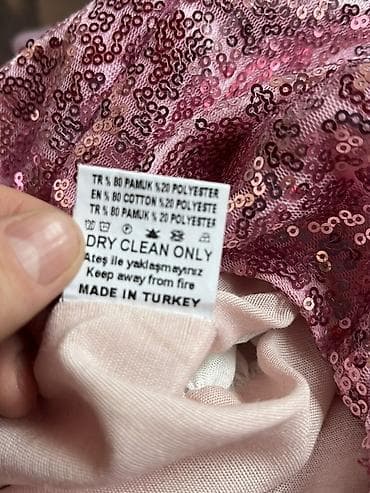 TR % 80 PAMUK %20 POLYESTER
EN % 80 COTTON %20 POLYESTE
TR % 80 PAMUK %20 POLYESTER
DRY CLEAN ONLY
Ateş ile yaklaşmayınız
Keep away from fire
MADE IN TURKEY